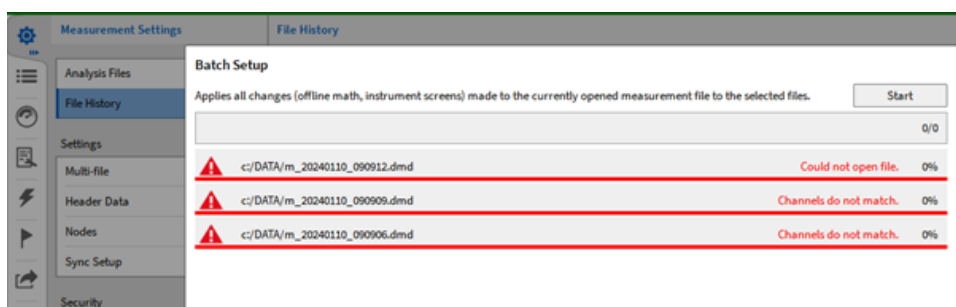 Measurement Settings
File History
Analysis Files
File History
Settings
Multi-file
Header Data
Nodes
Sync Setup
Security
Batch Setup
Applies all changes (offline math, instrument screens) made to the currently opened measurement file to the selected files.
Start
0/0
c:/DATA/m_20240110_090912.dmd Could not open file. 0%
c:/DATA/m_20240110_090909.dmd Channels do not match. 0%
c:/DATA/m_20240110_090906.dmd Channels do not match. 0%